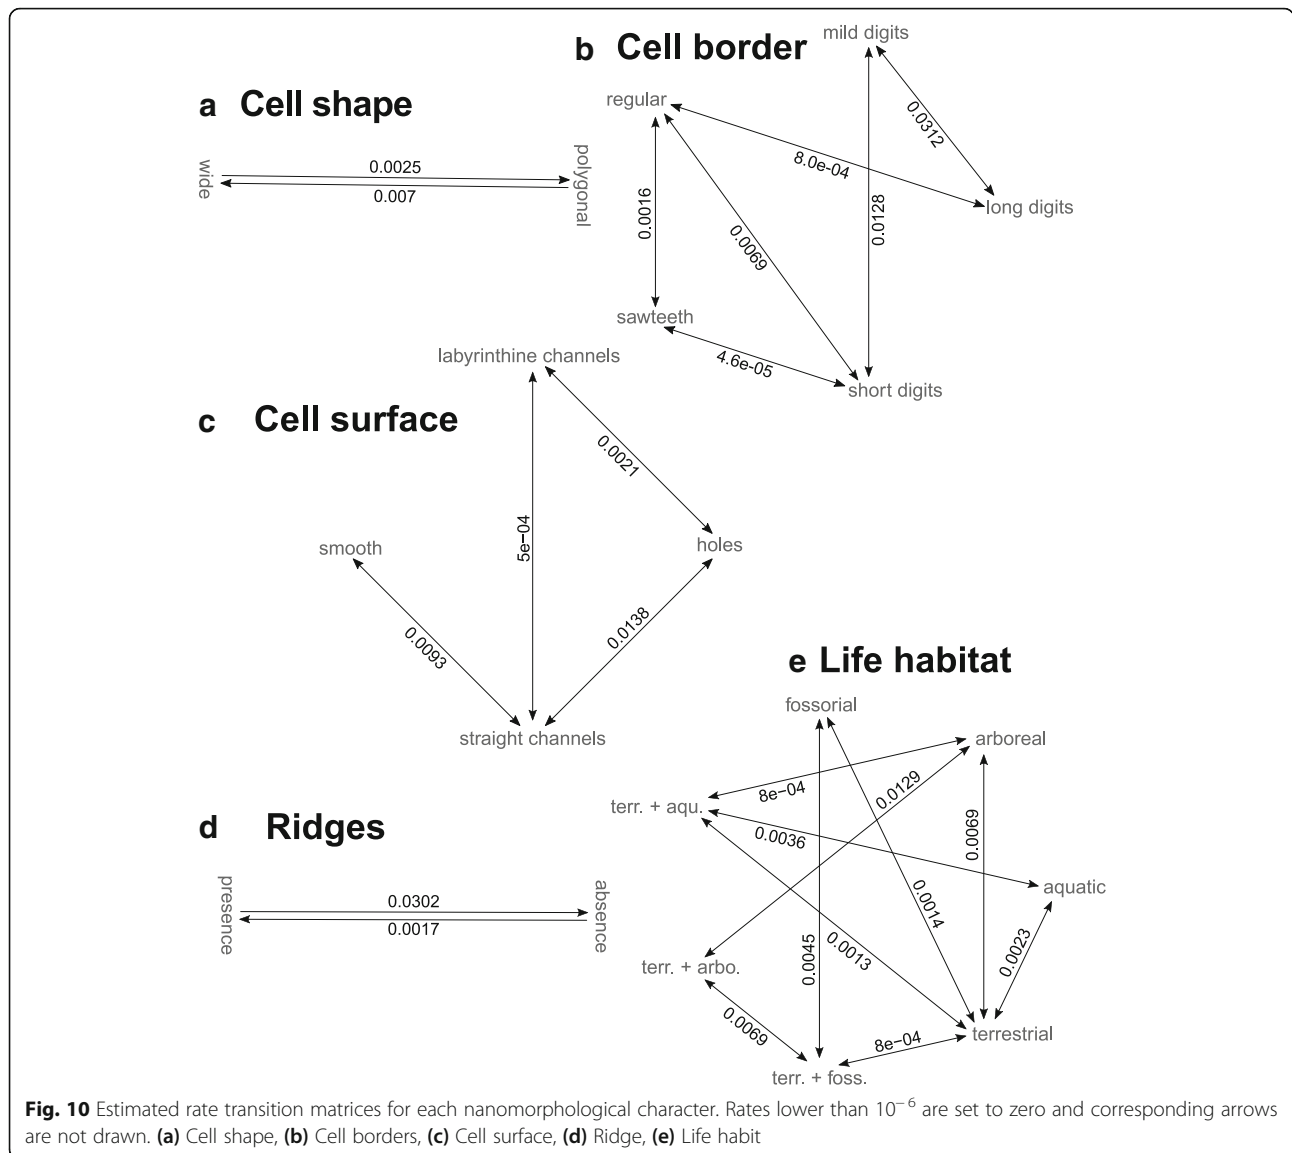 a Cell shape
wide
0.0025
0.007
polygonal
b Cell border
mild digits
regular
0.0312
8.0e-04
long digits
0.0016
0.0069
0.0128
sawteeth
4.6e-05
short digits
c Cell surface
labyrinthine channels
0.0021
smooth
5e−04
holes
0.0093
0.0138
straight channels
d Ridges
presence
0.0302
0.0017
absence
e Life habitat
fossorial
arboreal
8e−04
0.0129
terr. + aqu.
0.0036
0.0069
aquatic
0.0014
0.0045
0.0013
0.0023
terr. + arbo.
0.0069
8e−04
terrestrial
terr. + foss.
Fig. 10 Estimated rate transition matrices for each nanomorphological character. Rates lower than 10⁻⁶ are set to zero and corresponding arrows
are not drawn. (a) Cell shape, (b) Cell borders, (c) Cell surface, (d) Ridge, (e) Life habit